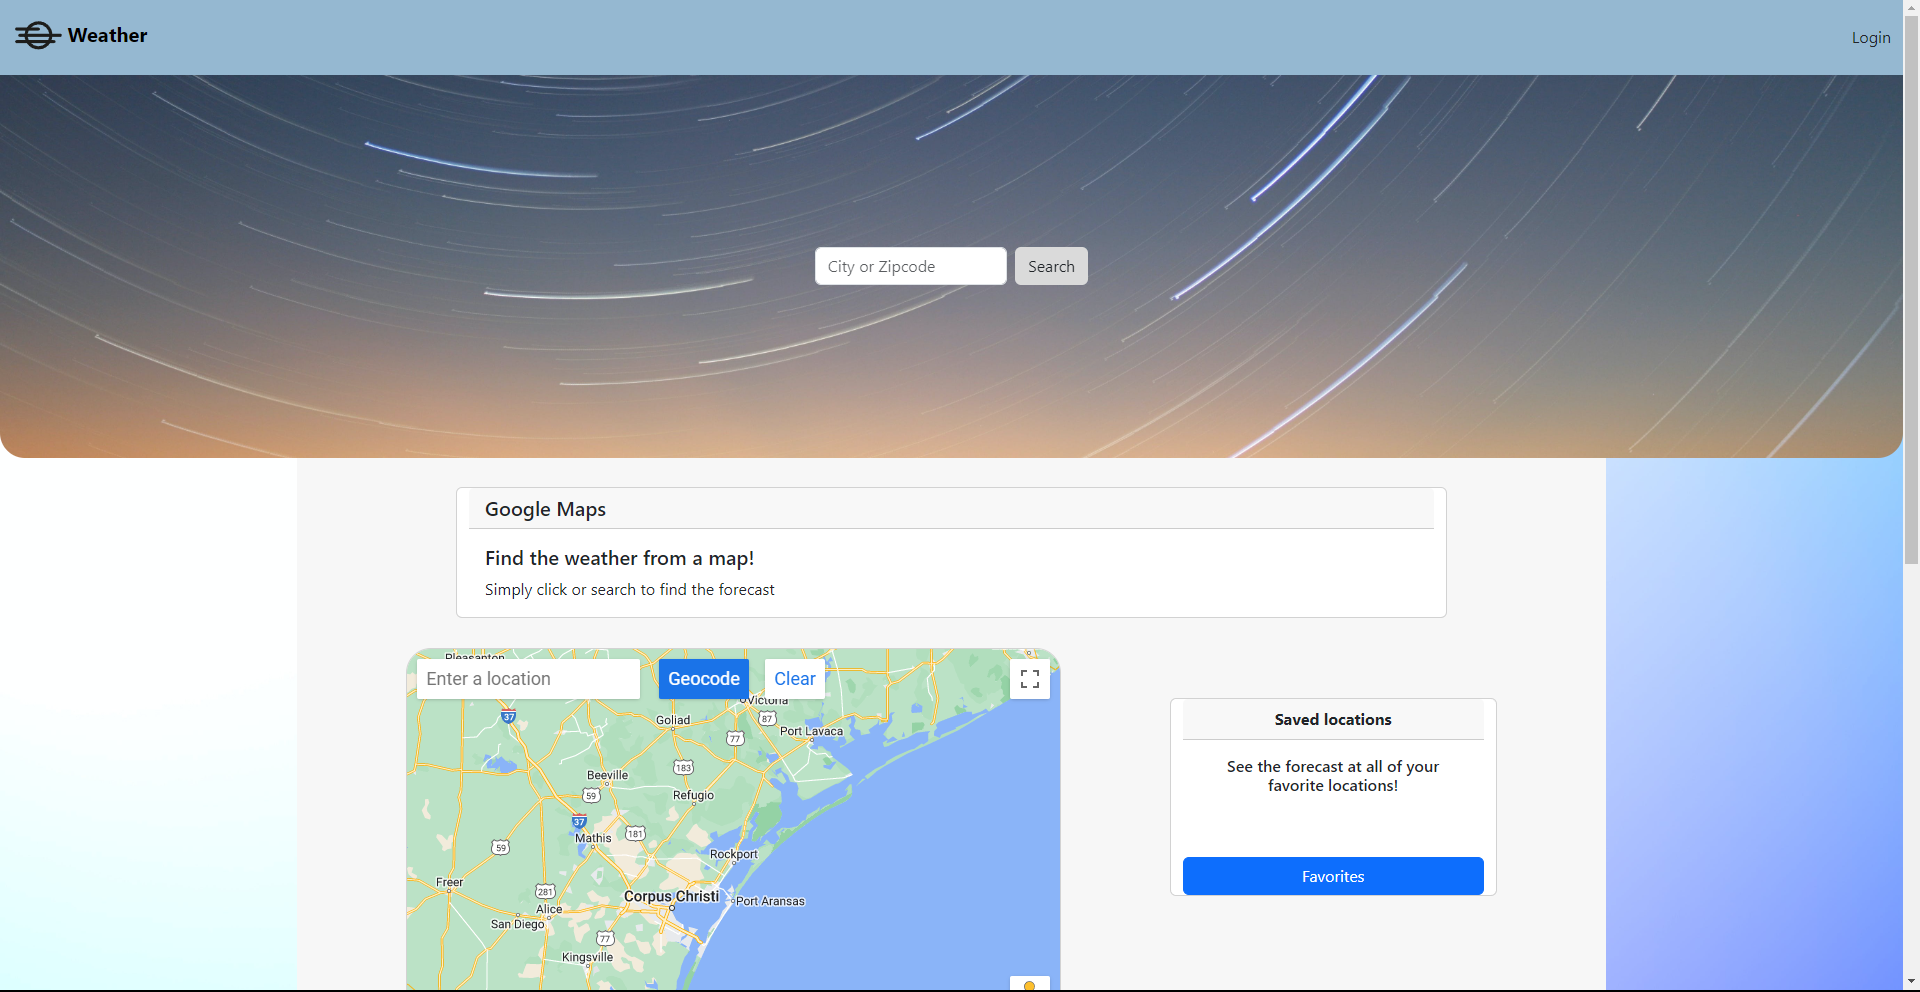 Weather
Login
City or Zipcode
Search
Google Maps
Find the weather from a map!
Simply click or search to find the forecast
Pleasanton
Enter a location
Geocode
Clear
37
Goliad
Victoria
87
77
Port Lavaca
183
Beeville
59
Refugio
37
Mathis
181
59
Rockport
Freer
281
Corpus Christi
Port Aransas
Alice
San Diego
77
Kingsville
Saved locations
See the forecast at all of your
favorite locations!
Favorites